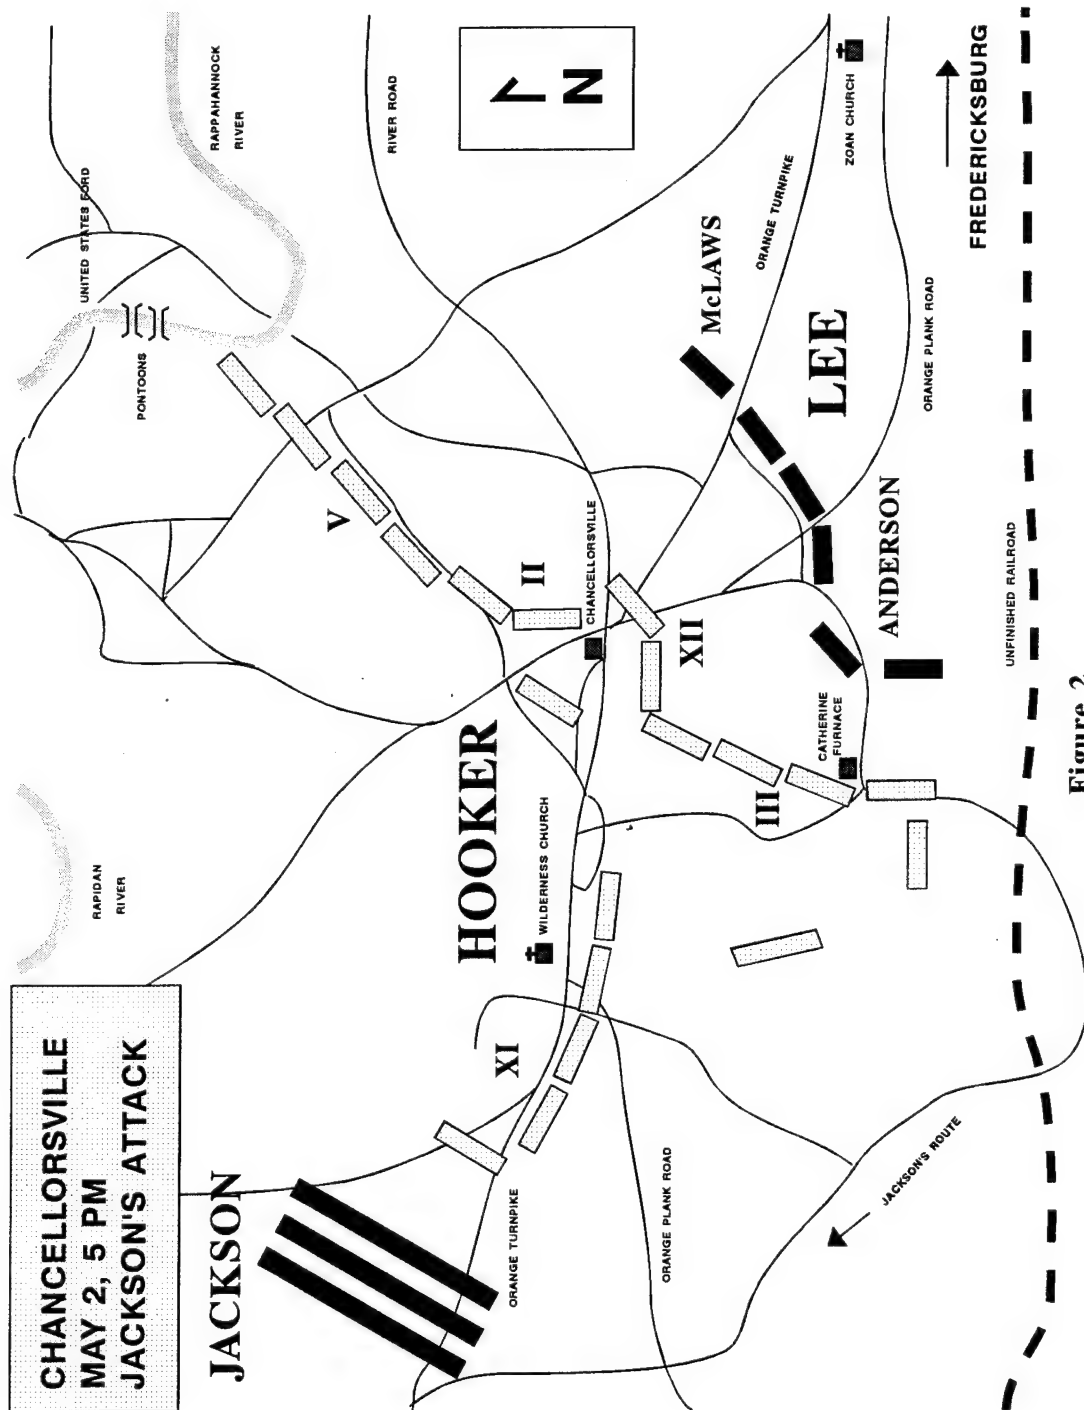 CHANCELLORSVILLE
MAY 2, 5 PM
JACKSON'S ATTACK
RAPIDAN
RIVER
UNITED STATES FORD
PONTOONS
RAPPAHANNOCK
RIVER
RIVER ROAD
N
JACKSON
XI
HOOKER
WILDERNESS CHURCH
V
II
CHANCELLORSVILLE
XII
III
CATHERINE
FURNACE
McLAWS
ORANGE TURNPIKE
LEE
ZOAN CHURCH
ANDERSON
ORANGE PLANK ROAD
FREDERICKSBURG
ORANGE TURNPIKE
ORANGE PLANK ROAD
JACKSON'S ROUTE
UNFINISHED RAILROAD
Figure 2